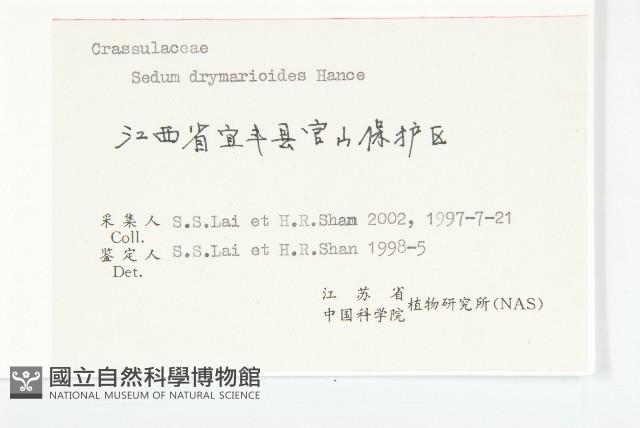 Crassulaceae
Sedum drymarioides Hance
江西省宜丰县官山保护区
采集人 S.S.Lai et H.R.Shan 2002, 1997-7-21
Coll.
鉴定人 S.S.Lai et H.R.Shan 1998-5
Det.
江苏省
中国科学院 植物研究所(NAS)
國立自然科學博物館
NATIONAL MUSEUM OF NATURAL SCIENCE